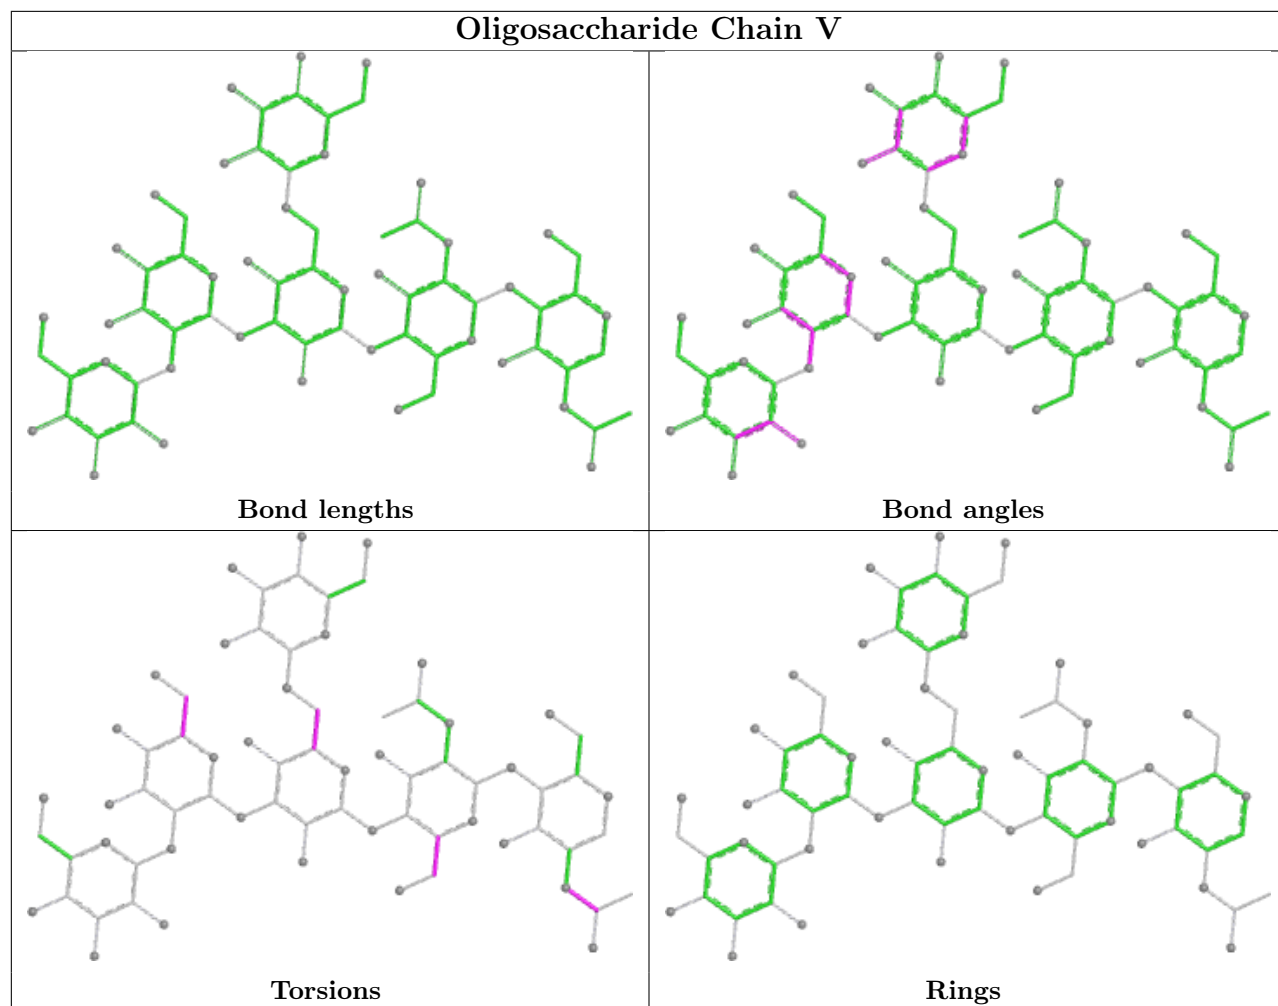 Oligosaccharide Chain V
Bond lengths
Bond angles
Torsions
Rings